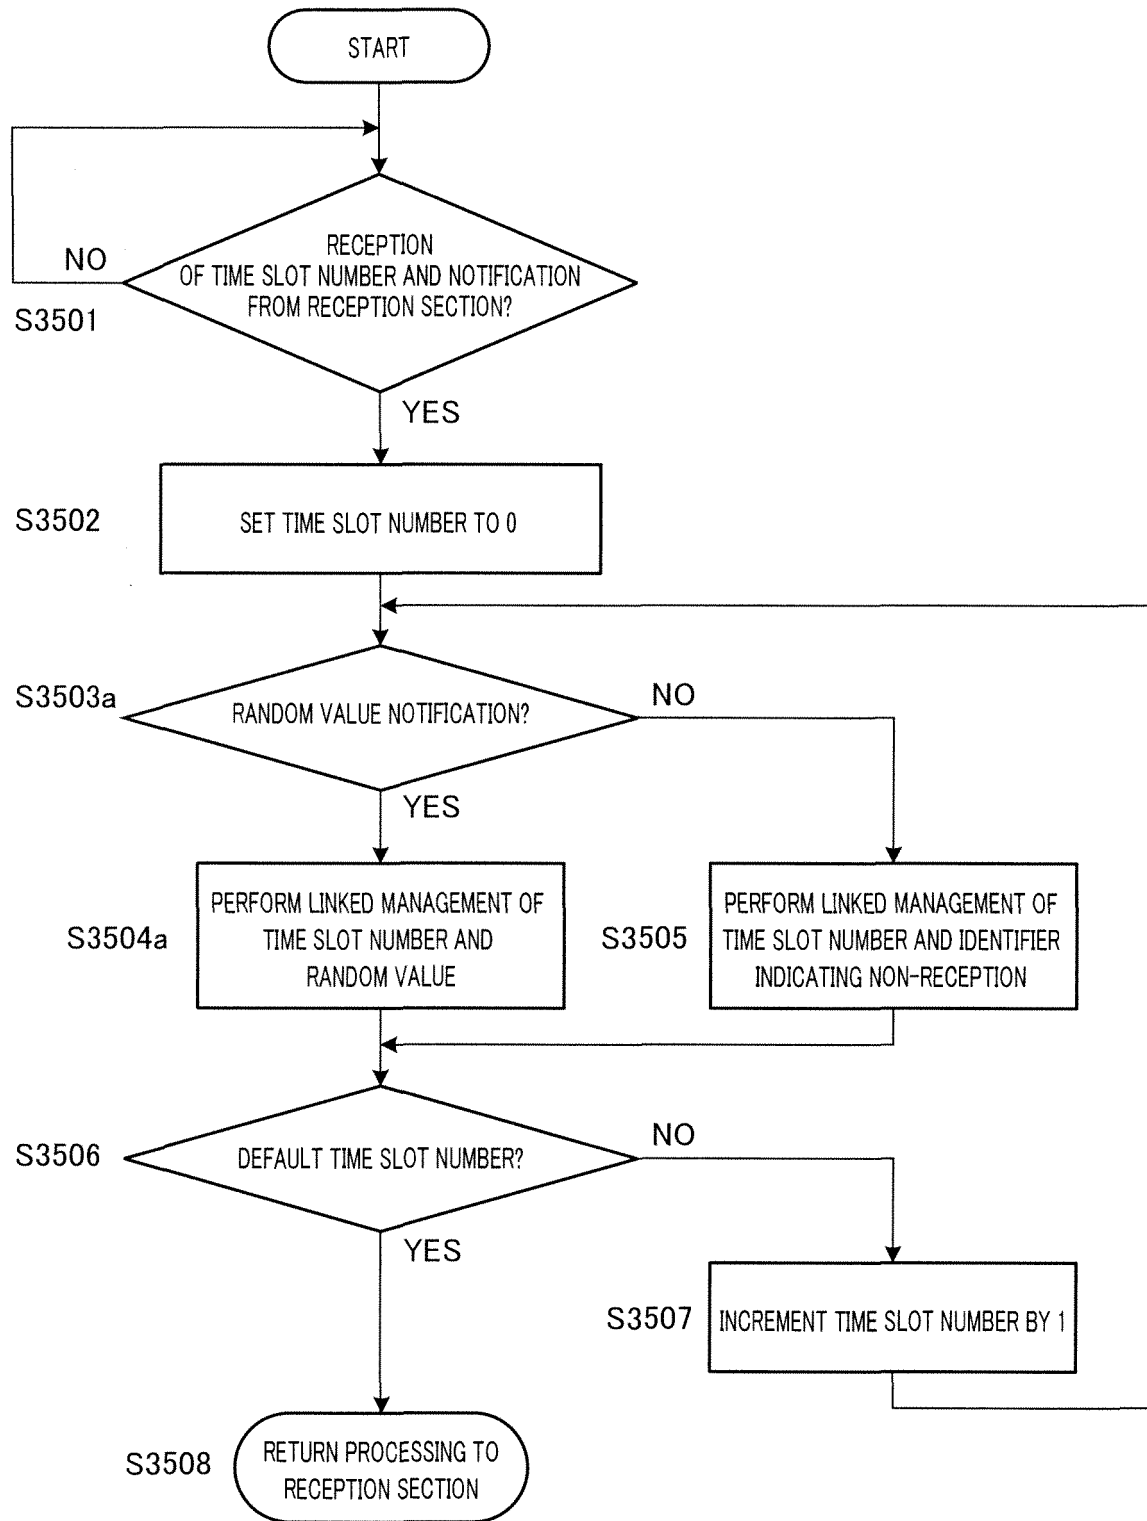 START
NO
RECEPTION
OF TIME SLOT NUMBER AND NOTIFICATION
FROM RECEPTION SECTION?
S3501
YES
S3502
SET TIME SLOT NUMBER TO 0
S3503a
RANDOM VALUE NOTIFICATION?
NO
YES
S3504a
PERFORM LINKED MANAGEMENT OF
TIME SLOT NUMBER AND
RANDOM VALUE
S3505
PERFORM LINKED MANAGEMENT OF
TIME SLOT NUMBER AND IDENTIFIER
INDICATING NON-RECEPTION
S3506
DEFAULT TIME SLOT NUMBER?
NO
YES
S3507
INCREMENT TIME SLOT NUMBER BY 1
S3508
RETURN PROCESSING TO
RECEPTION SECTION